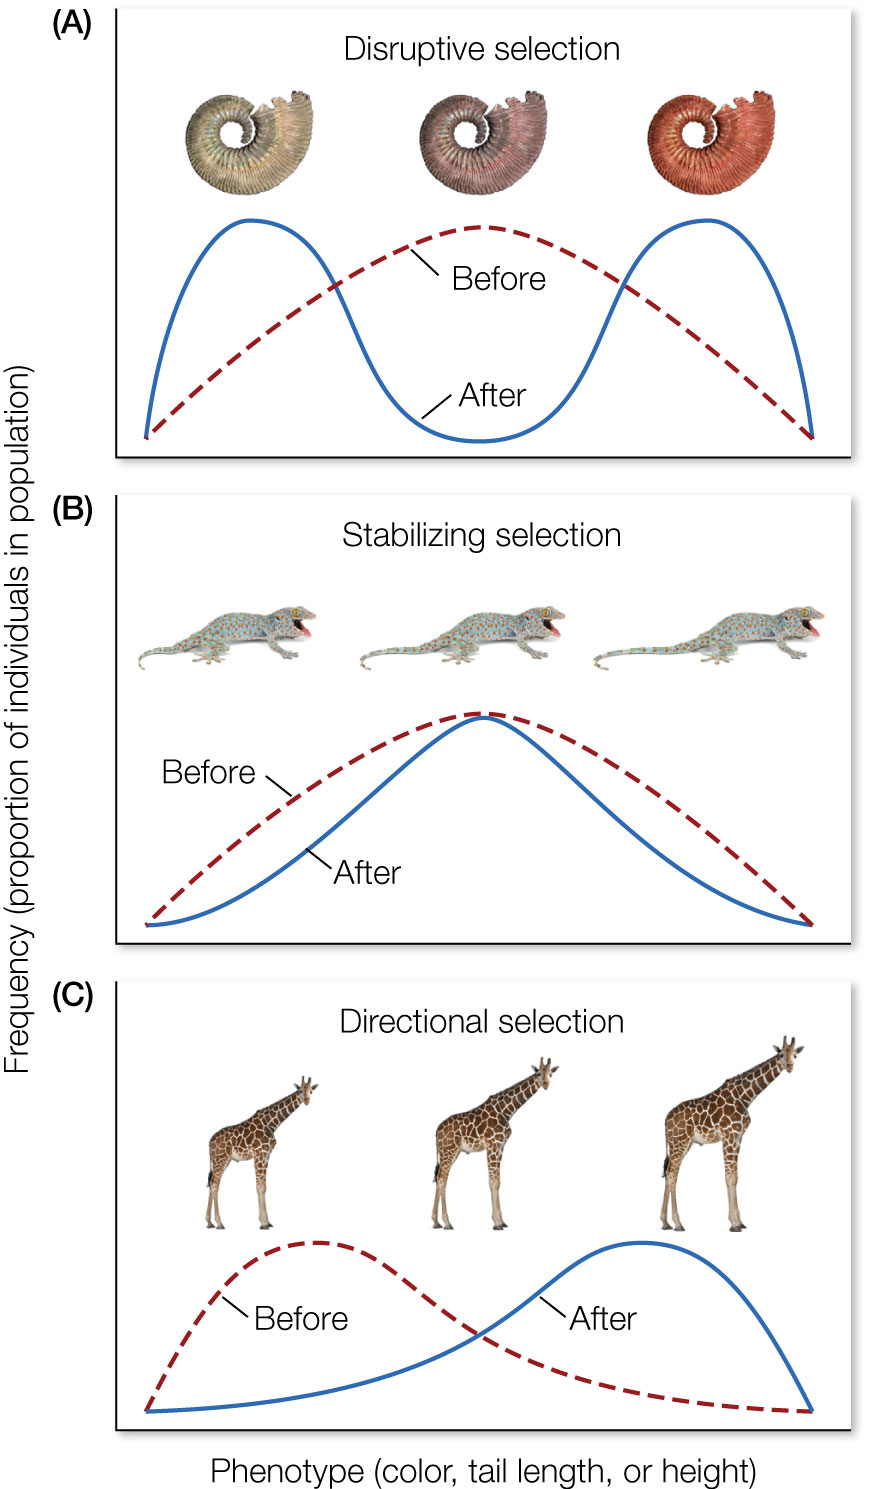 (A)
Disruptive selection
Before
After
(B)
Stabilizing selection
Before
After
(C)
Directional selection
Before
After
Frequency (proportion of individuals in population)
Phenotype (color, tail length, or height)